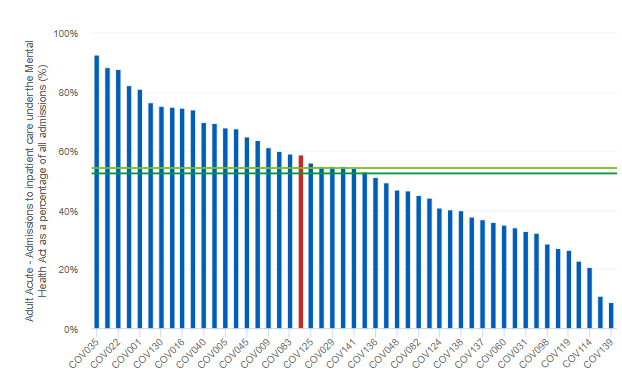 Adult Acute - Admissions to inpatient care under the Mental
Health Act as a percentage of all admissions (%)
100%
80%
60%
40%
20%
0%
COV035
COV022
COV001
COV130
COV016
COV040
COV005
COV045
COV009
COV083
COV125
COV029
COV141
COV136
COV048
COV082
COV124
COV138
COV137
COV060
COV031
COV098
COV119
COV114
COV139